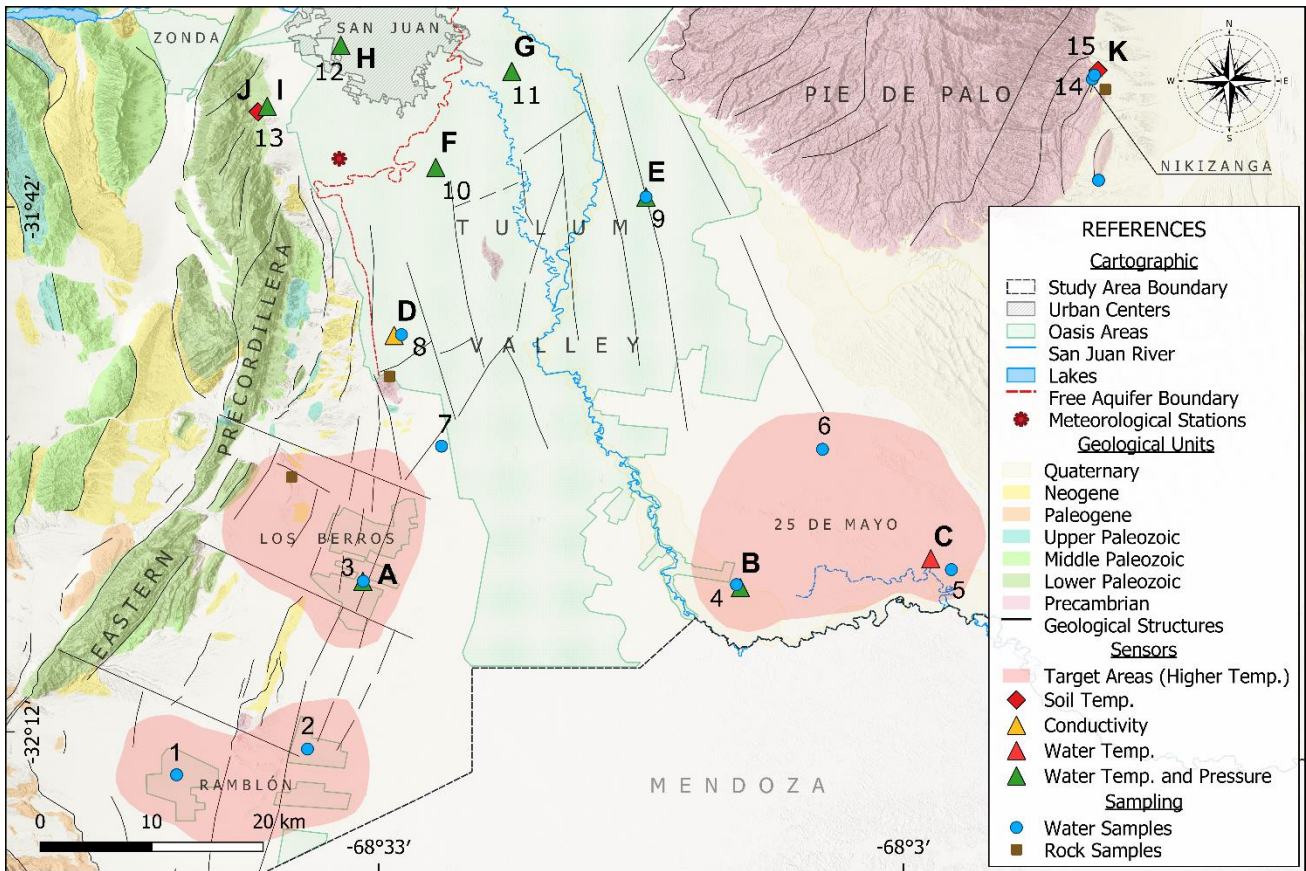 ZONDA
SAN JUAN
H
12
G
11
15
K
14
PIE DE PALO
NIKIZANGA
N
W
E
S
J
I
13
F
10
E
9
-31°42'
TULUM
VALLEY
D
8
7
PRECORDILLERA
EASTERN
LOS BERROS
3
A
6
25 DE MAYO
B
4
C
5
-32°12'
1
2
RAMBLÓN
MENDOZA
0
10
20 km
-68°33'
-68°3'
REFERENCES
Cartographic
Study Area Boundary
Urban Centers
Oasis Areas
San Juan River
Lakes
Free Aquifer Boundary
Meteorological Stations
Geological Units
Quaternary
Neogene
Paleogene
Upper Paleozoic
Middle Paleozoic
Lower Paleozoic
Precambrian
Geological Structures
Sensors
Target Areas (Higher Temp.)
Soil Temp.
Conductivity
Water Temp.
Water Temp. and Pressure
Sampling
Water Samples
Rock Samples